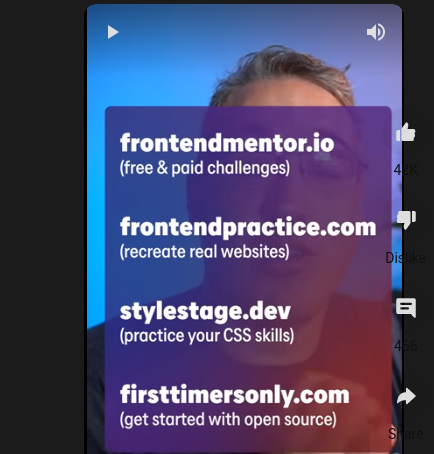 frontendmentor.io
(free & paid challenges)
frontendpractice.com
(recreate real websites)
stylestage.dev
(practice your CSS skills)
firsttimersonly.com
(get started with open source)
42K
Dislike
456
Share